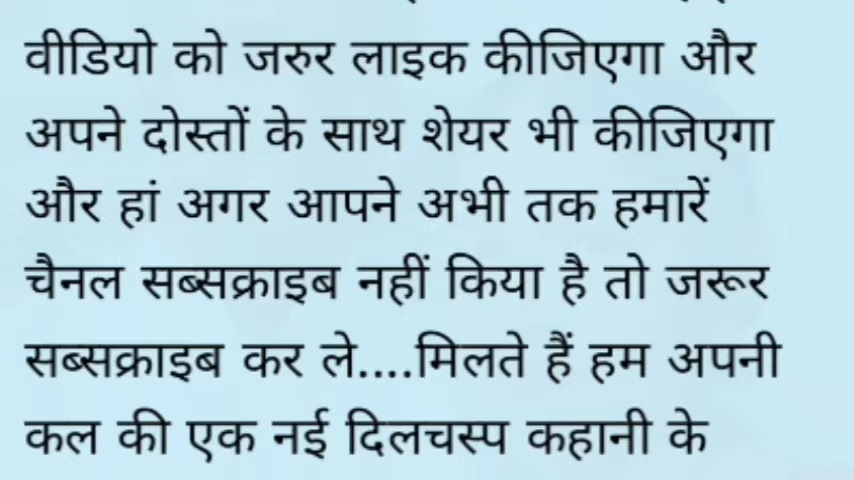 वीडियो को जरुर लाइक कीजिएगा और
अपने दोस्तों के साथ शेयर भी कीजिएगा
और हां अगर आपने अभी तक हमारें
चैनल सब्सक्राइब नहीं किया है तो जरूर
सब्सक्राइब कर ले....मिलते हैं हम अपनी
कल की एक नई दिलचस्प कहानी के